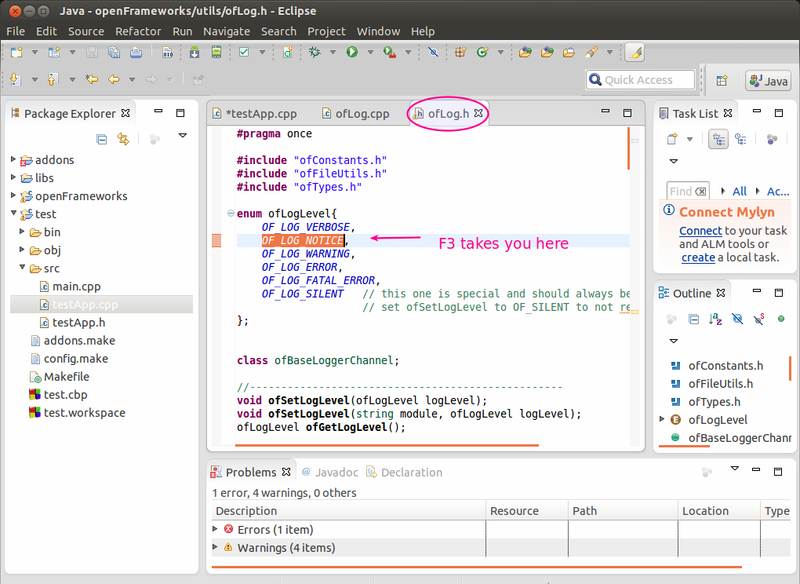 Java - openFrameworks/utils/ofLog.h - Eclipse
File Edit Source Refactor Run Navigate Search Project Window Help
Quick Access
Java
Package Explorer
addons
libs
openFrameworks
test
bin
obj
src
main.cpp
testApp.cpp
testApp.h
addons.make
config.make
Makefile
test.cbp
test.workspace
*testApp.cpp ofLog.cpp ofLog.h
#pragma once
#include "ofConstants.h"
#include "ofFileUtils.h"
#include "ofTypes.h"
enum ofLogLevel{
OF_LOG_VERBOSE,
OF_LOG_NOTICE,
F3 takes you here
OF_LOG_WARNING,
OF_LOG_ERROR,
OF_LOG_FATAL_ERROR,
OF_LOG_SILENT // this one is special and should always be
// set ofSetLogLevel to OF_SILENT to not re
};
class ofBaseLoggerChannel;
//--------------------------------------------------
void ofSetLogLevel(ofLogLevel logLevel);
void ofSetLogLevel(string module, ofLogLevel logLevel);
ofLogLevel ofGetLogLevel();
Task List
Find All Ac...
Connect Mylyn
Connect to your task
and ALM tools or
create a local task.
Outline
ofConstants.h
ofFileUtils.h
ofTypes.h
ofLogLevel
ofBaseLoggerChann
Problems Javadoc Declaration
1 error, 4 warnings, 0 others
Description Resource Path Location Type
Errors (1 item)
Warnings (4 items)